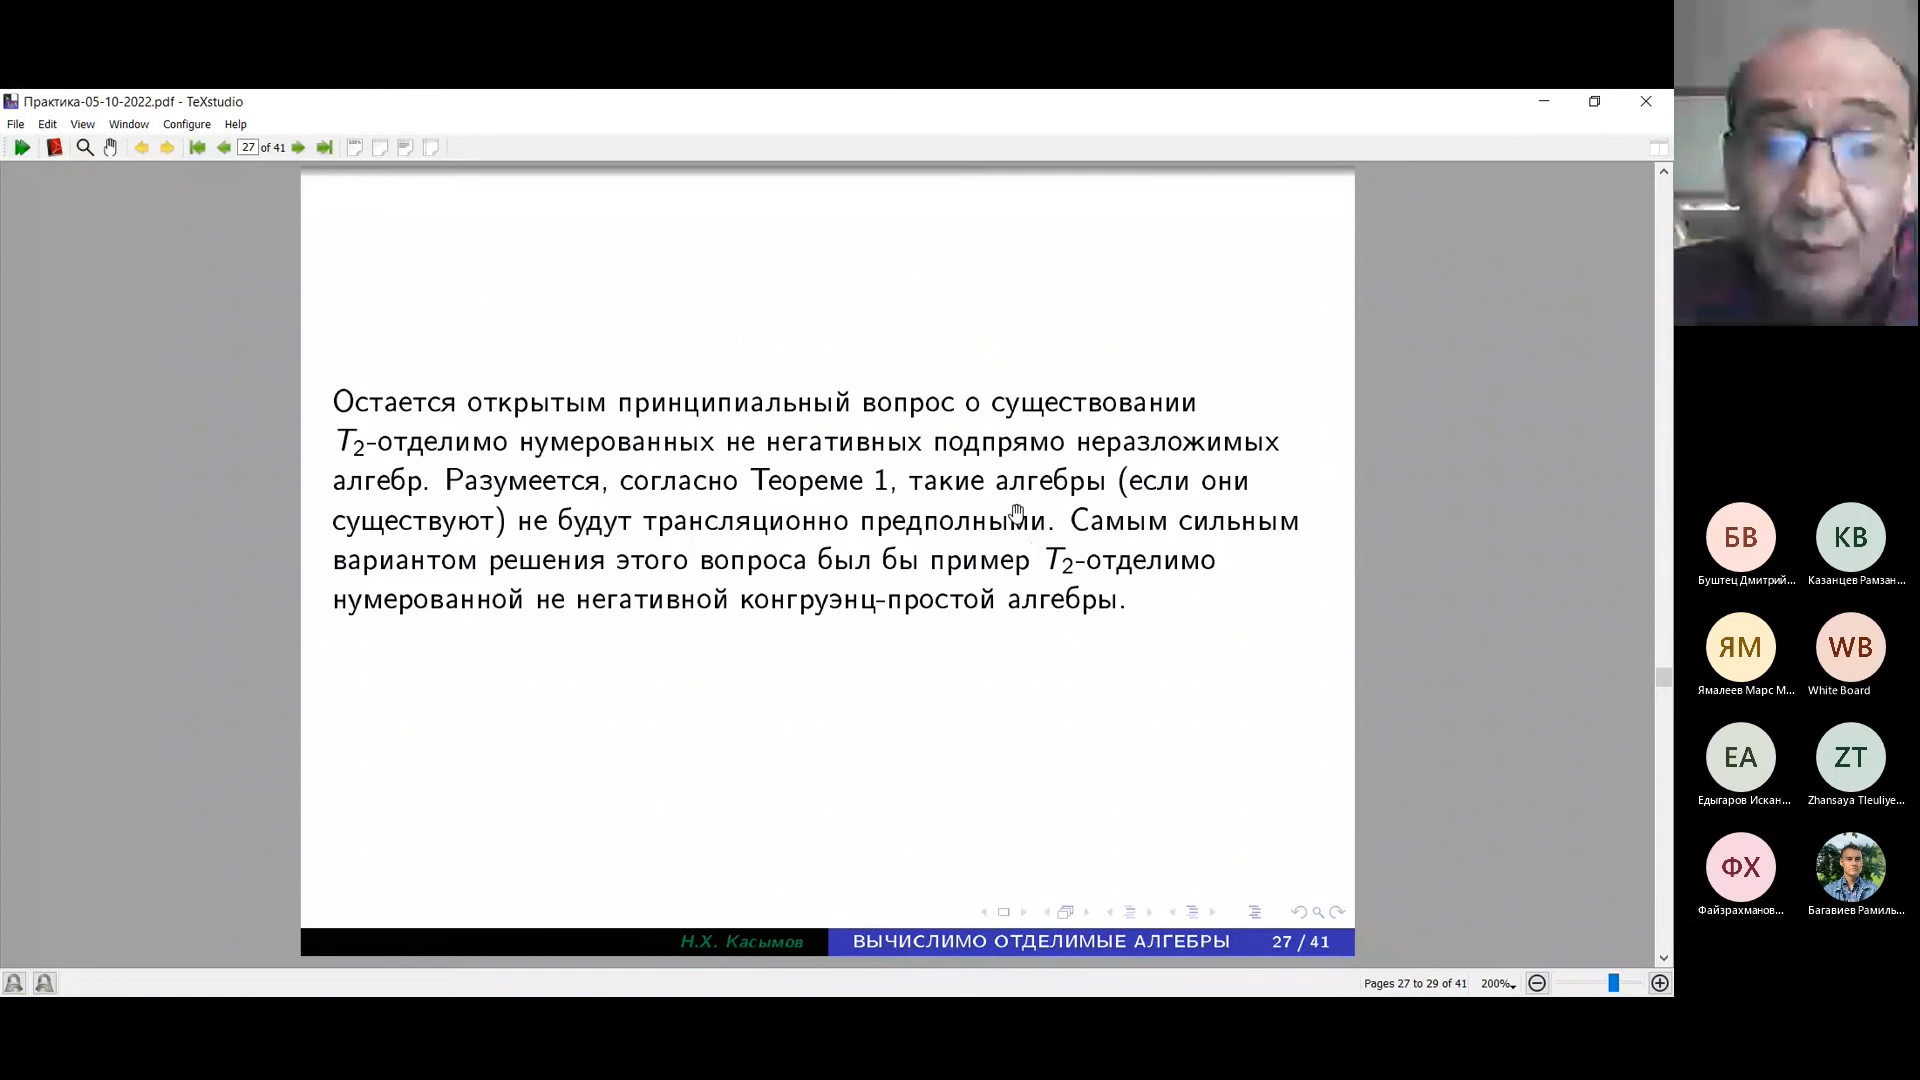 Практика-05-10-2022.pdf - TeXstudio
File Edit View Window Configure Help
27 of 41
Остается открытым принципиальный вопрос о существовании
T₂-отделимо нумерованных не негативных подпрямо неразложимых
алгебр. Разумеется, согласно Теореме 1, такие алгебры (если они
существуют) не будут трансляционно предполными. Самым сильным
вариантом решения этого вопроса был бы пример T₂-отделимо
нумерованной не негативной конгруэнц-простой алгебры.
Н.Х. Касымов ВЫЧИСЛИМО ОТДЕЛИМЫЕ АЛГЕБРЫ 27 / 41
Pages 27 to 29 of 41 200%
БВ КВ
Буштец Дмитрий... Казанцев Рамзан...
ЯМ WB
Ямалеев Марс М... White Board
ЕА ZT
Едыгаров Искан... Zhansaya Tleuliye...
ФХ
Файзрахманов... Багавиев Рамиль...